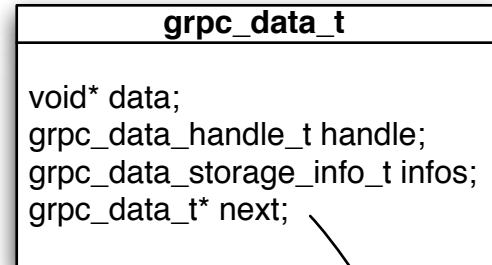 grpc_data_t
void* data;
grpc_data_handle_t handle;
grpc_data_storage_info_t infos;
grpc_data_t* next;